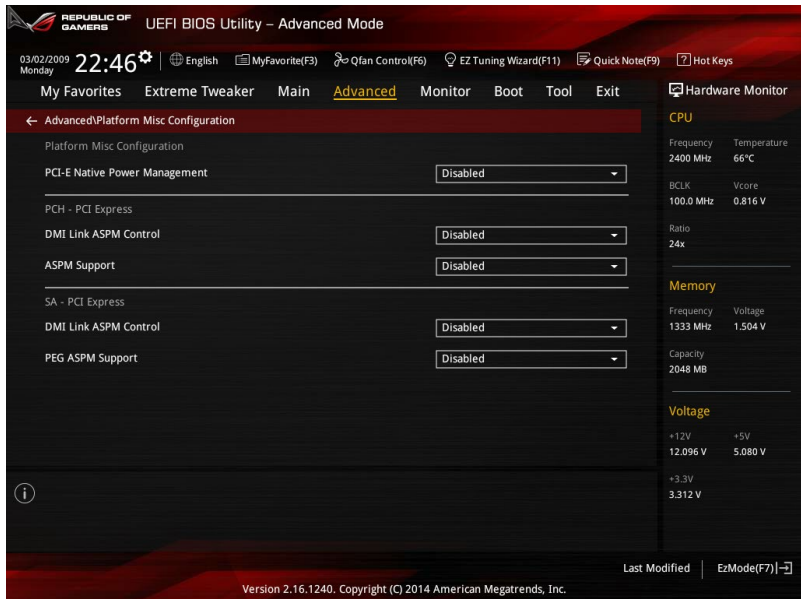 REPUBLIC OF
GAMERS
UEFI BIOS Utility – Advanced Mode
03/02/2009
Monday
22:46
English
MyFavorite(F3)
Qfan Control(F6)
EZ Tuning Wizard(F11)
Quick Note(F9)
? Hot Keys
My Favorites
Extreme Tweaker
Main
Advanced
Monitor
Boot
Tool
Exit
← Advanced\Platform Misc Configuration
Platform Misc Configuration
PCI-E Native Power Management Disabled
PCH - PCI Express
DMI Link ASPM Control Disabled
ASPM Support Disabled
SA - PCI Express
DMI Link ASPM Control Disabled
PEG ASPM Support Disabled
Hardware Monitor
CPU
Frequency Temperature
2400 MHz 66°C
BCLK Vcore
100.0 MHz 0.816 V
Ratio
24x
Memory
Frequency Voltage
1333 MHz 1.504 V
Capacity
2048 MB
Voltage
+12V +5V
12.096 V 5.080 V
+3.3V
3.312 V
i
Last Modified
EzMode(F7)
Version 2.16.1240. Copyright (C) 2014 American Megatrends, Inc.